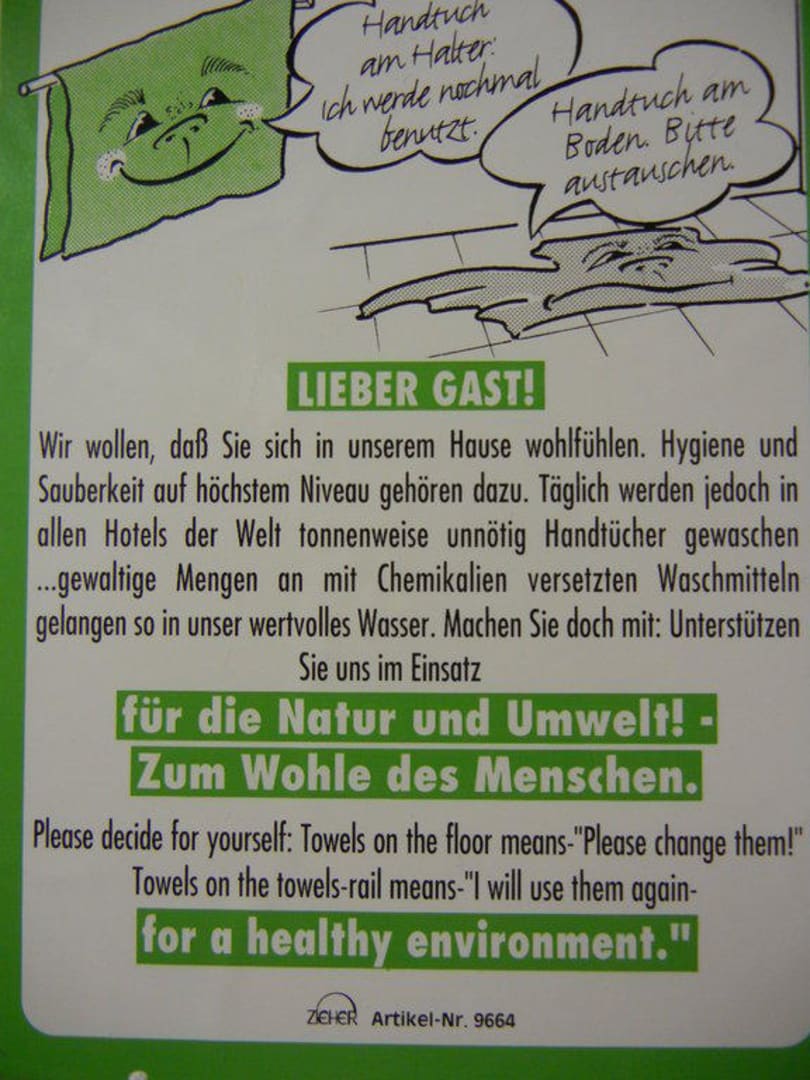 Handtuch
am Halter:
Ich werde nochmal
benutzt.
Handtuch am
Boden. Bitte
austauschen.
LIEBER GAST!
Wir wollen, daß Sie sich in unserem Hause wohlfühlen. Hygiene und
Sauberkeit auf höchstem Niveau gehören dazu. Täglich werden jedoch in
allen Hotels der Welt tonnenweise unnötig Handtücher gewaschen
...gewaltige Mengen an mit Chemikalien versetzten Waschmitteln
gelangen so in unser wertvolles Wasser. Machen Sie doch mit: Unterstützen
Sie uns im Einsatz
für die Natur und Umwelt! -
Zum Wohle des Menschen.
Please decide for yourself: Towels on the floor means-"Please change them!"
Towels on the towels-rail means-"I will use them again-
for a healthy environment."
ZIEHER Artikel-Nr. 9664